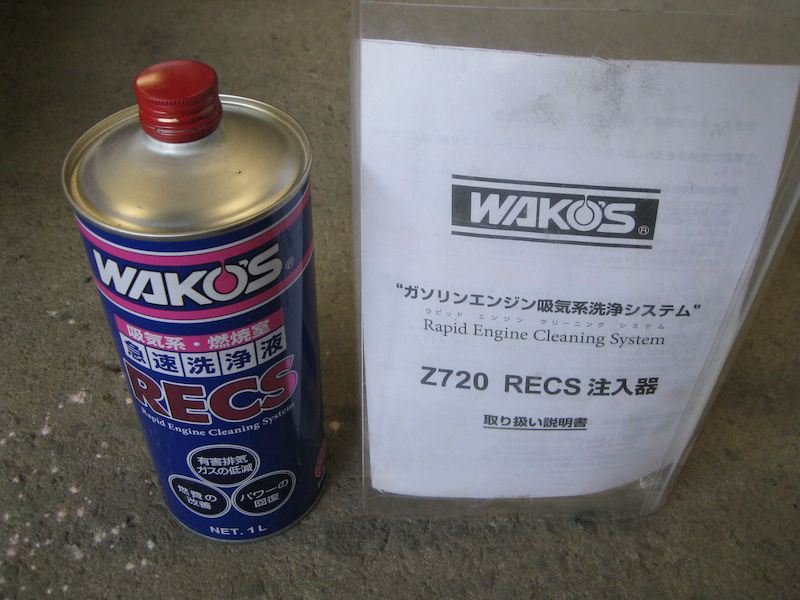 WAKO'S®
吸気系・燃焼室
急速洗浄液
RECS
Rapid Engine Cleaning System
有害排気
ガスの低減
燃費の
改善
パワーの
回復
NET. 1L
WAKO'S®
"ガソリンエンジン吸気系洗浄システム"
ラピッド エンジン クリーニング システム
Rapid Engine Cleaning System
Z720 RECS 注入器
取り扱い説明書